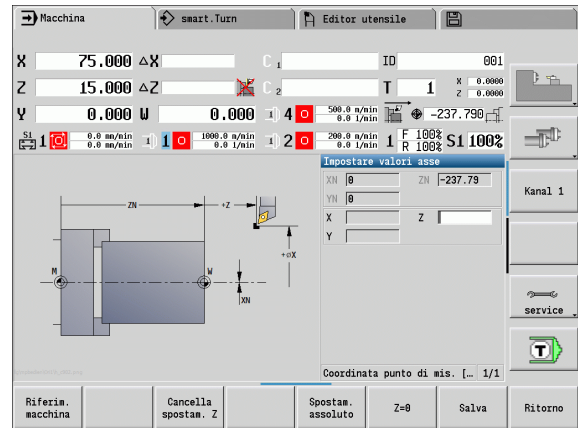 Macchina smart.Turn Editor utensile
X 75.000 △X C 1 ID 001
Z 15.000 △Z C 2 T 1 X 0.0000 Z 0.0000
Y 0.000 U 0.000 4 500.0 m/min 0.0 1/min -237.790
S1 1 0.0 mm/min 0.0 mm/min 1 1000.0 m/min 0.0 1/min 2 200.0 m/min 0.0 1/min 1 F 100% R 100% S1 100%
Impostare valori asse
XN 0 ZN -237.79
YN 0
X Z
Y
ZN +Z
+øX
M W
XN
Coordinata punto di mis. [… 1/1
Kanal 1
service
T
Riferim. macchina
Cancella spostam. Z
Spostam. assoluto
Z=0
Salva
Ritorno